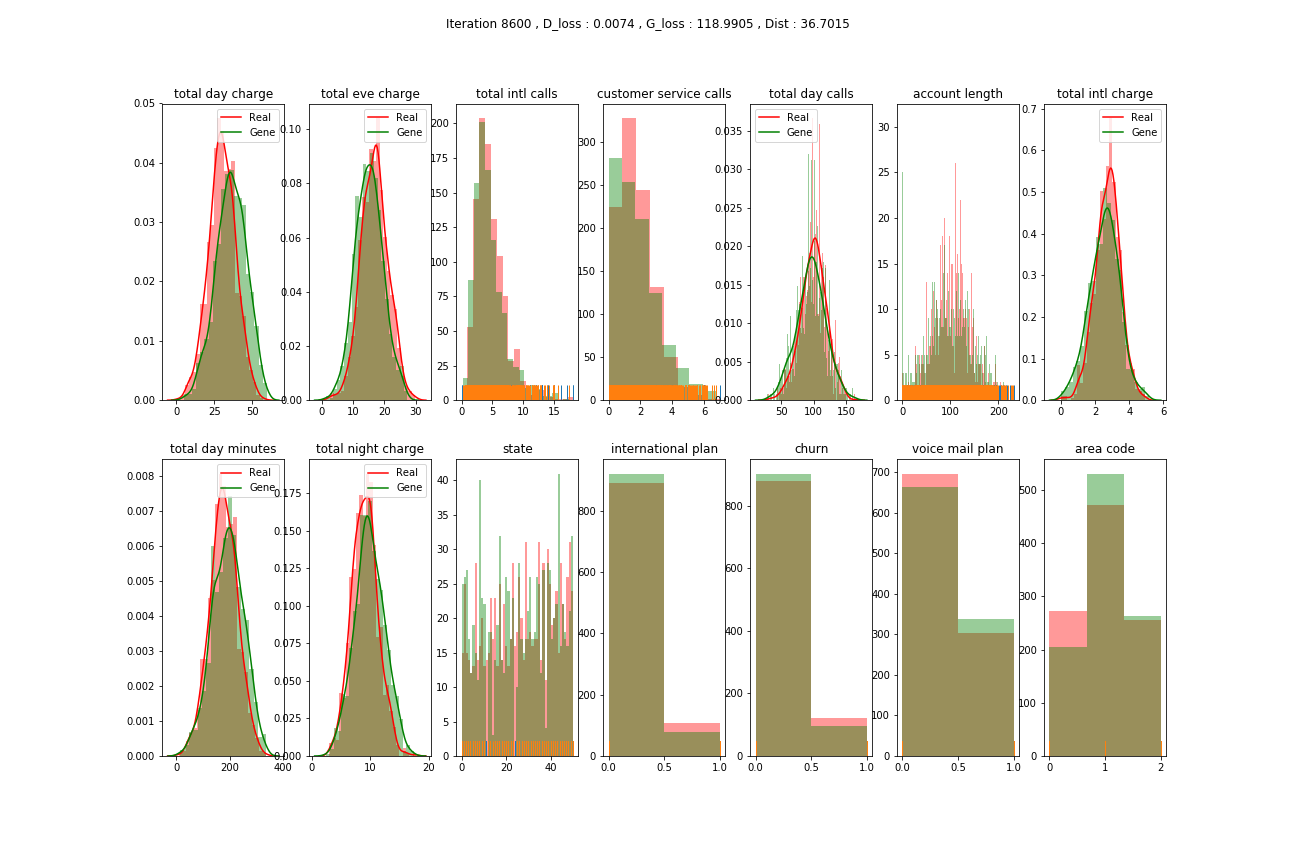 Iteration 8600 , D_loss : 0.0074 , G_loss : 118.9905 , Dist : 36.7015
total day charge total eve charge total intl calls customer service calls total day calls account length total intl charge
Real Real Real Real
Gene Gene Gene Gene
0.05 0.04 0.03 0.02 0.01 0.00
0 25 50
0.10 0.08 0.06 0.04 0.02 0.00
0 10 20 30
200 175 150 125 100 75 50 25 0
0 5 10 15
300 250 200 150 100 50 0
0 2 4 6
0.035 0.030 0.025 0.020 0.015 0.010 0.005 0.000
50 100 150
30 25 20 15 10 5 0
0 100 200
0.7 0.6 0.5 0.4 0.3 0.2 0.1 0.0
0 2 4 6
total day minutes total night charge state international plan churn voice mail plan area code
Real Real
Gene Gene
0.008 0.007 0.006 0.005 0.004 0.003 0.002 0.001 0.000
0 200 400
0.175 0.150 0.125 0.100 0.075 0.050 0.025 0.000
0 10 20
40 35 30 25 20 15 10 5 0
0 20 40
800 600 400 200 0
0.0 0.5 1.0
800 600 400 200 0
0.0 0.5 1.0
700 600 500 400 300 200 100 0
0.0 0.5 1.0
500 400 300 200 100 0
0 1 2